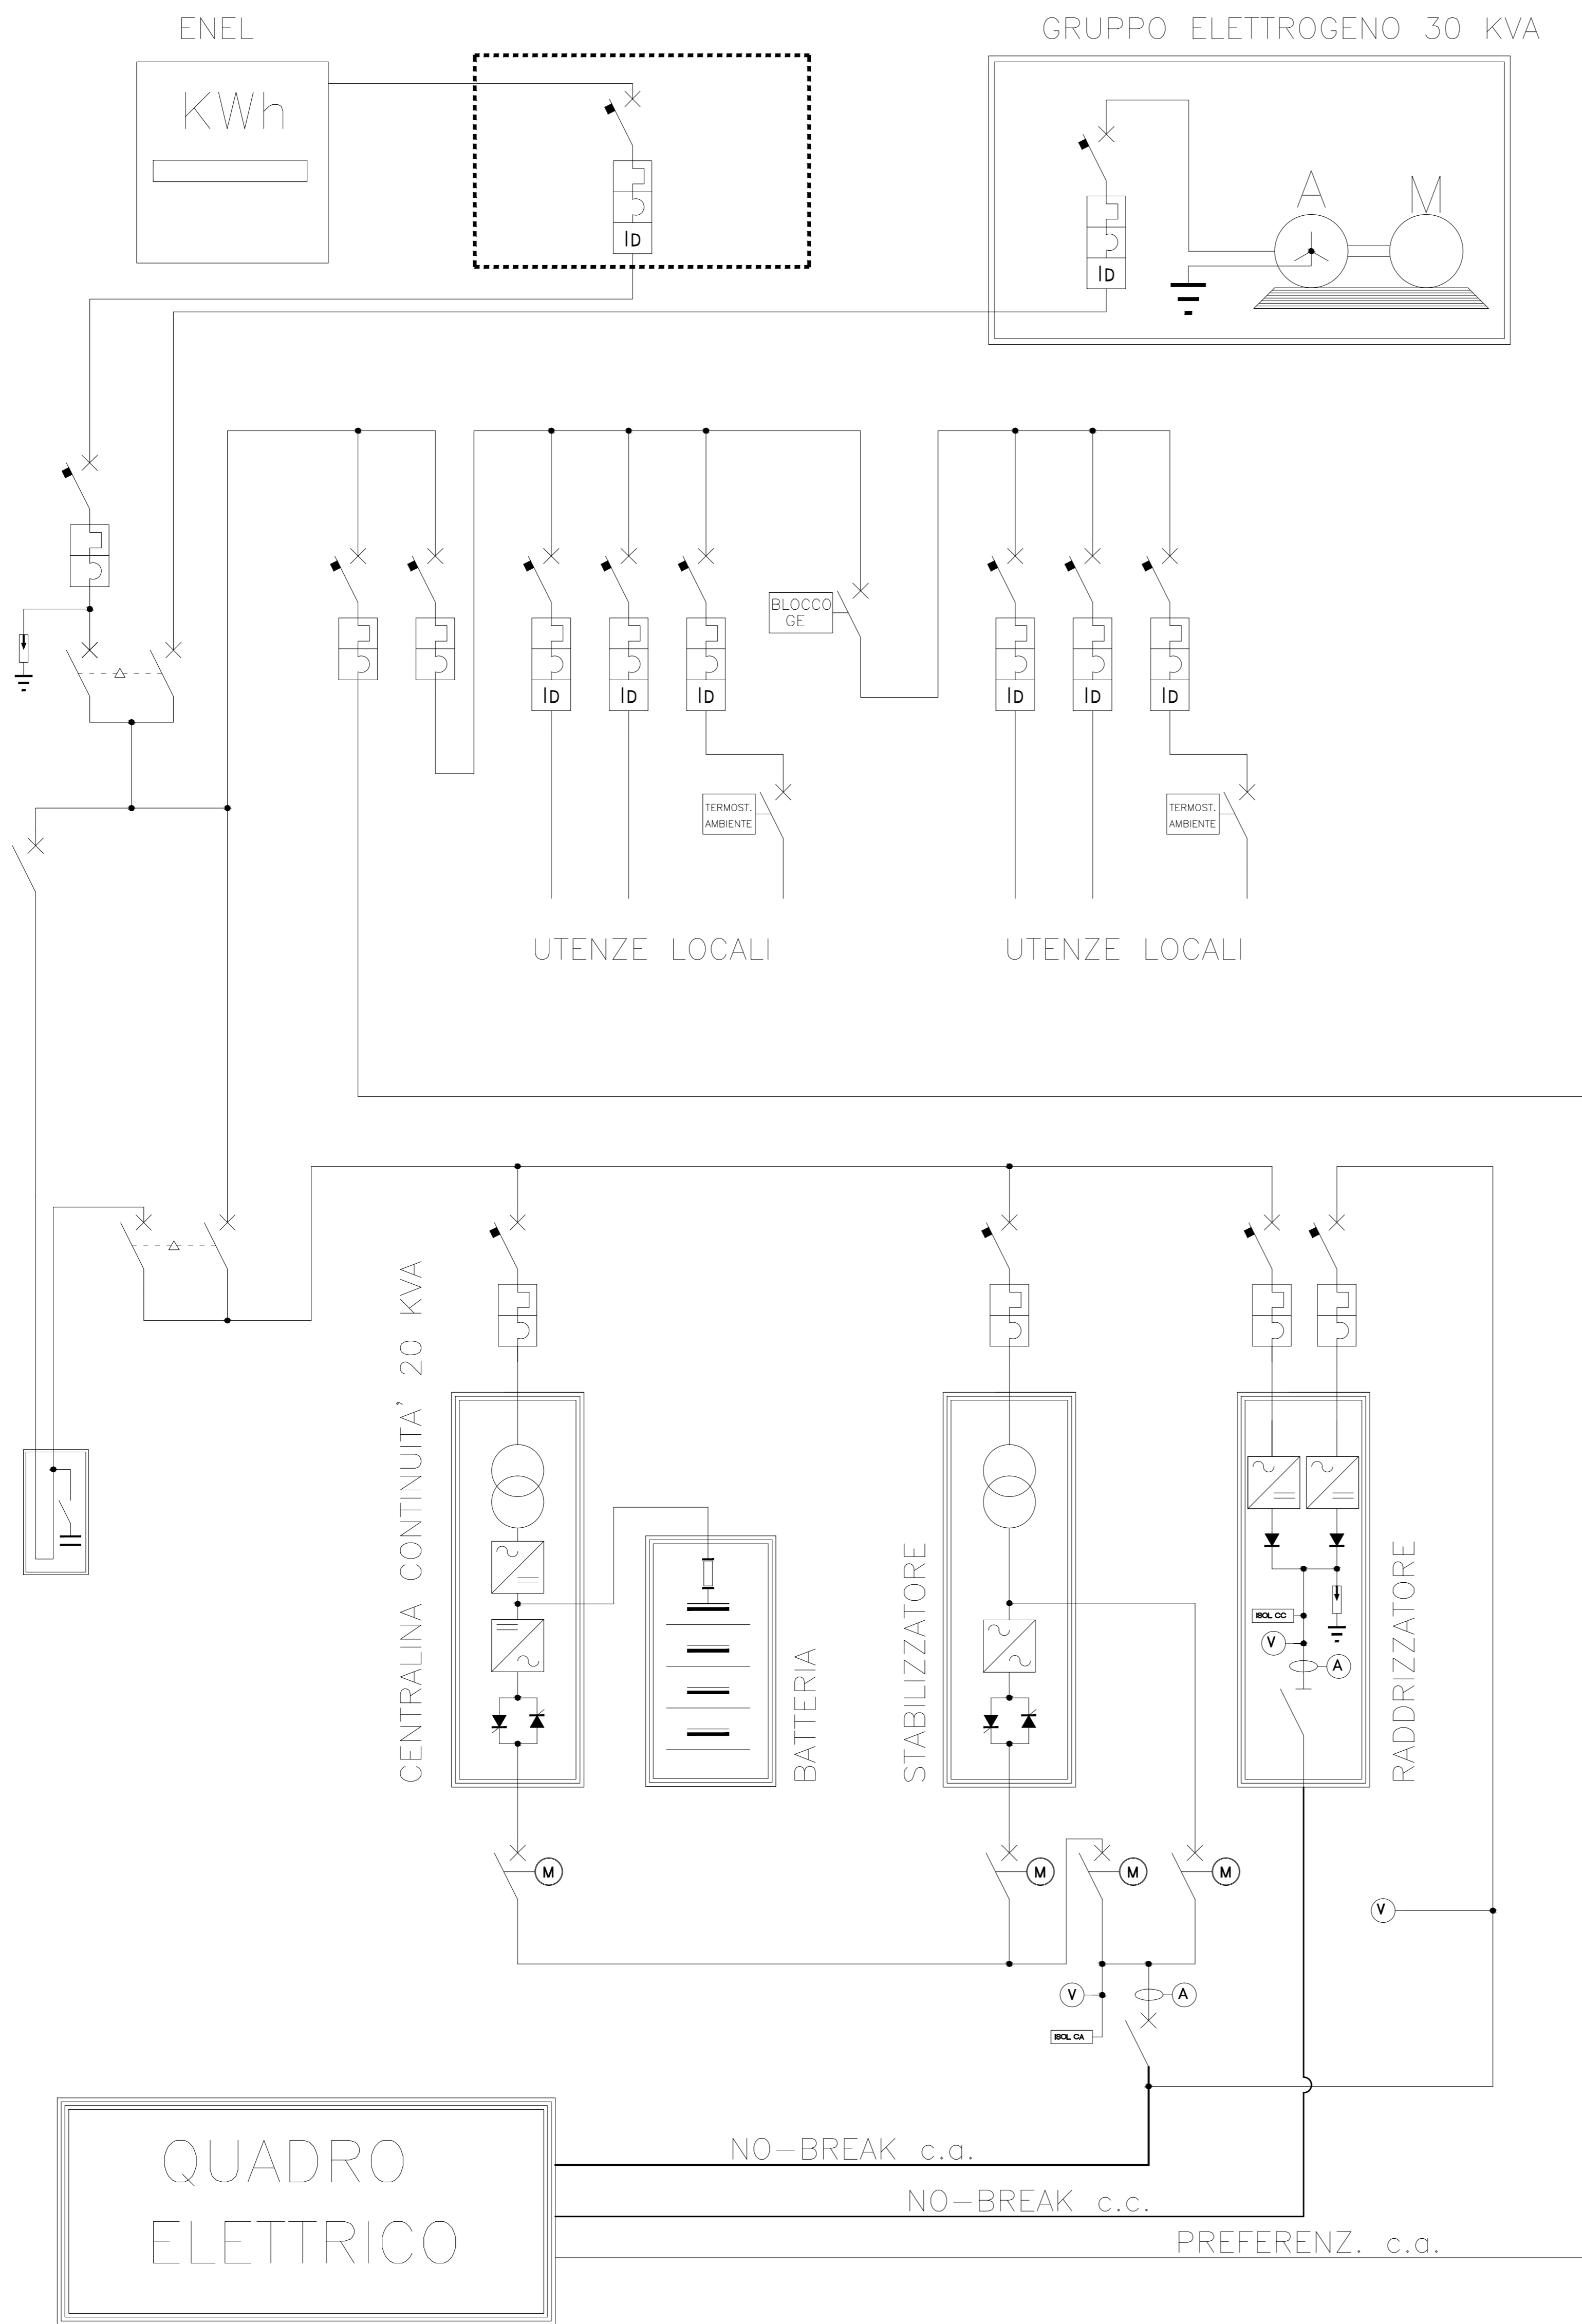 ENEL
GRUPPO ELETTROGENO 30 KVA
KWh
A
M
ID
ID
BLOCCO
GE
ID
ID
ID
ID
ID
ID
TERMOST.
AMBIENTE
TERMOST.
AMBIENTE
UTENZE LOCALI
UTENZE LOCALI
CENTRALINA CONTINUITA' 20 KVA
BATTERIA
STABILIZZATORE
RADDRIZZATORE
ISOL CC
V
A
M
M
M
M
V
V
A
ISOL CA
QUADRO
ELETTRICO
NO-BREAK c.a.
NO-BREAK c.c.
PREFERENZ. c.a.